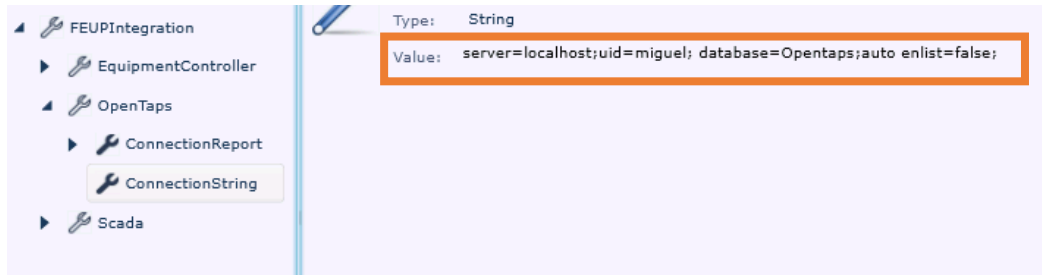 FEUPIntegration
EquipmentController
OpenTaps
ConnectionReport
ConnectionString
Scada
Type: String
Value: server=localhost;uid=miguel; database=Opentaps;auto enlist=false;